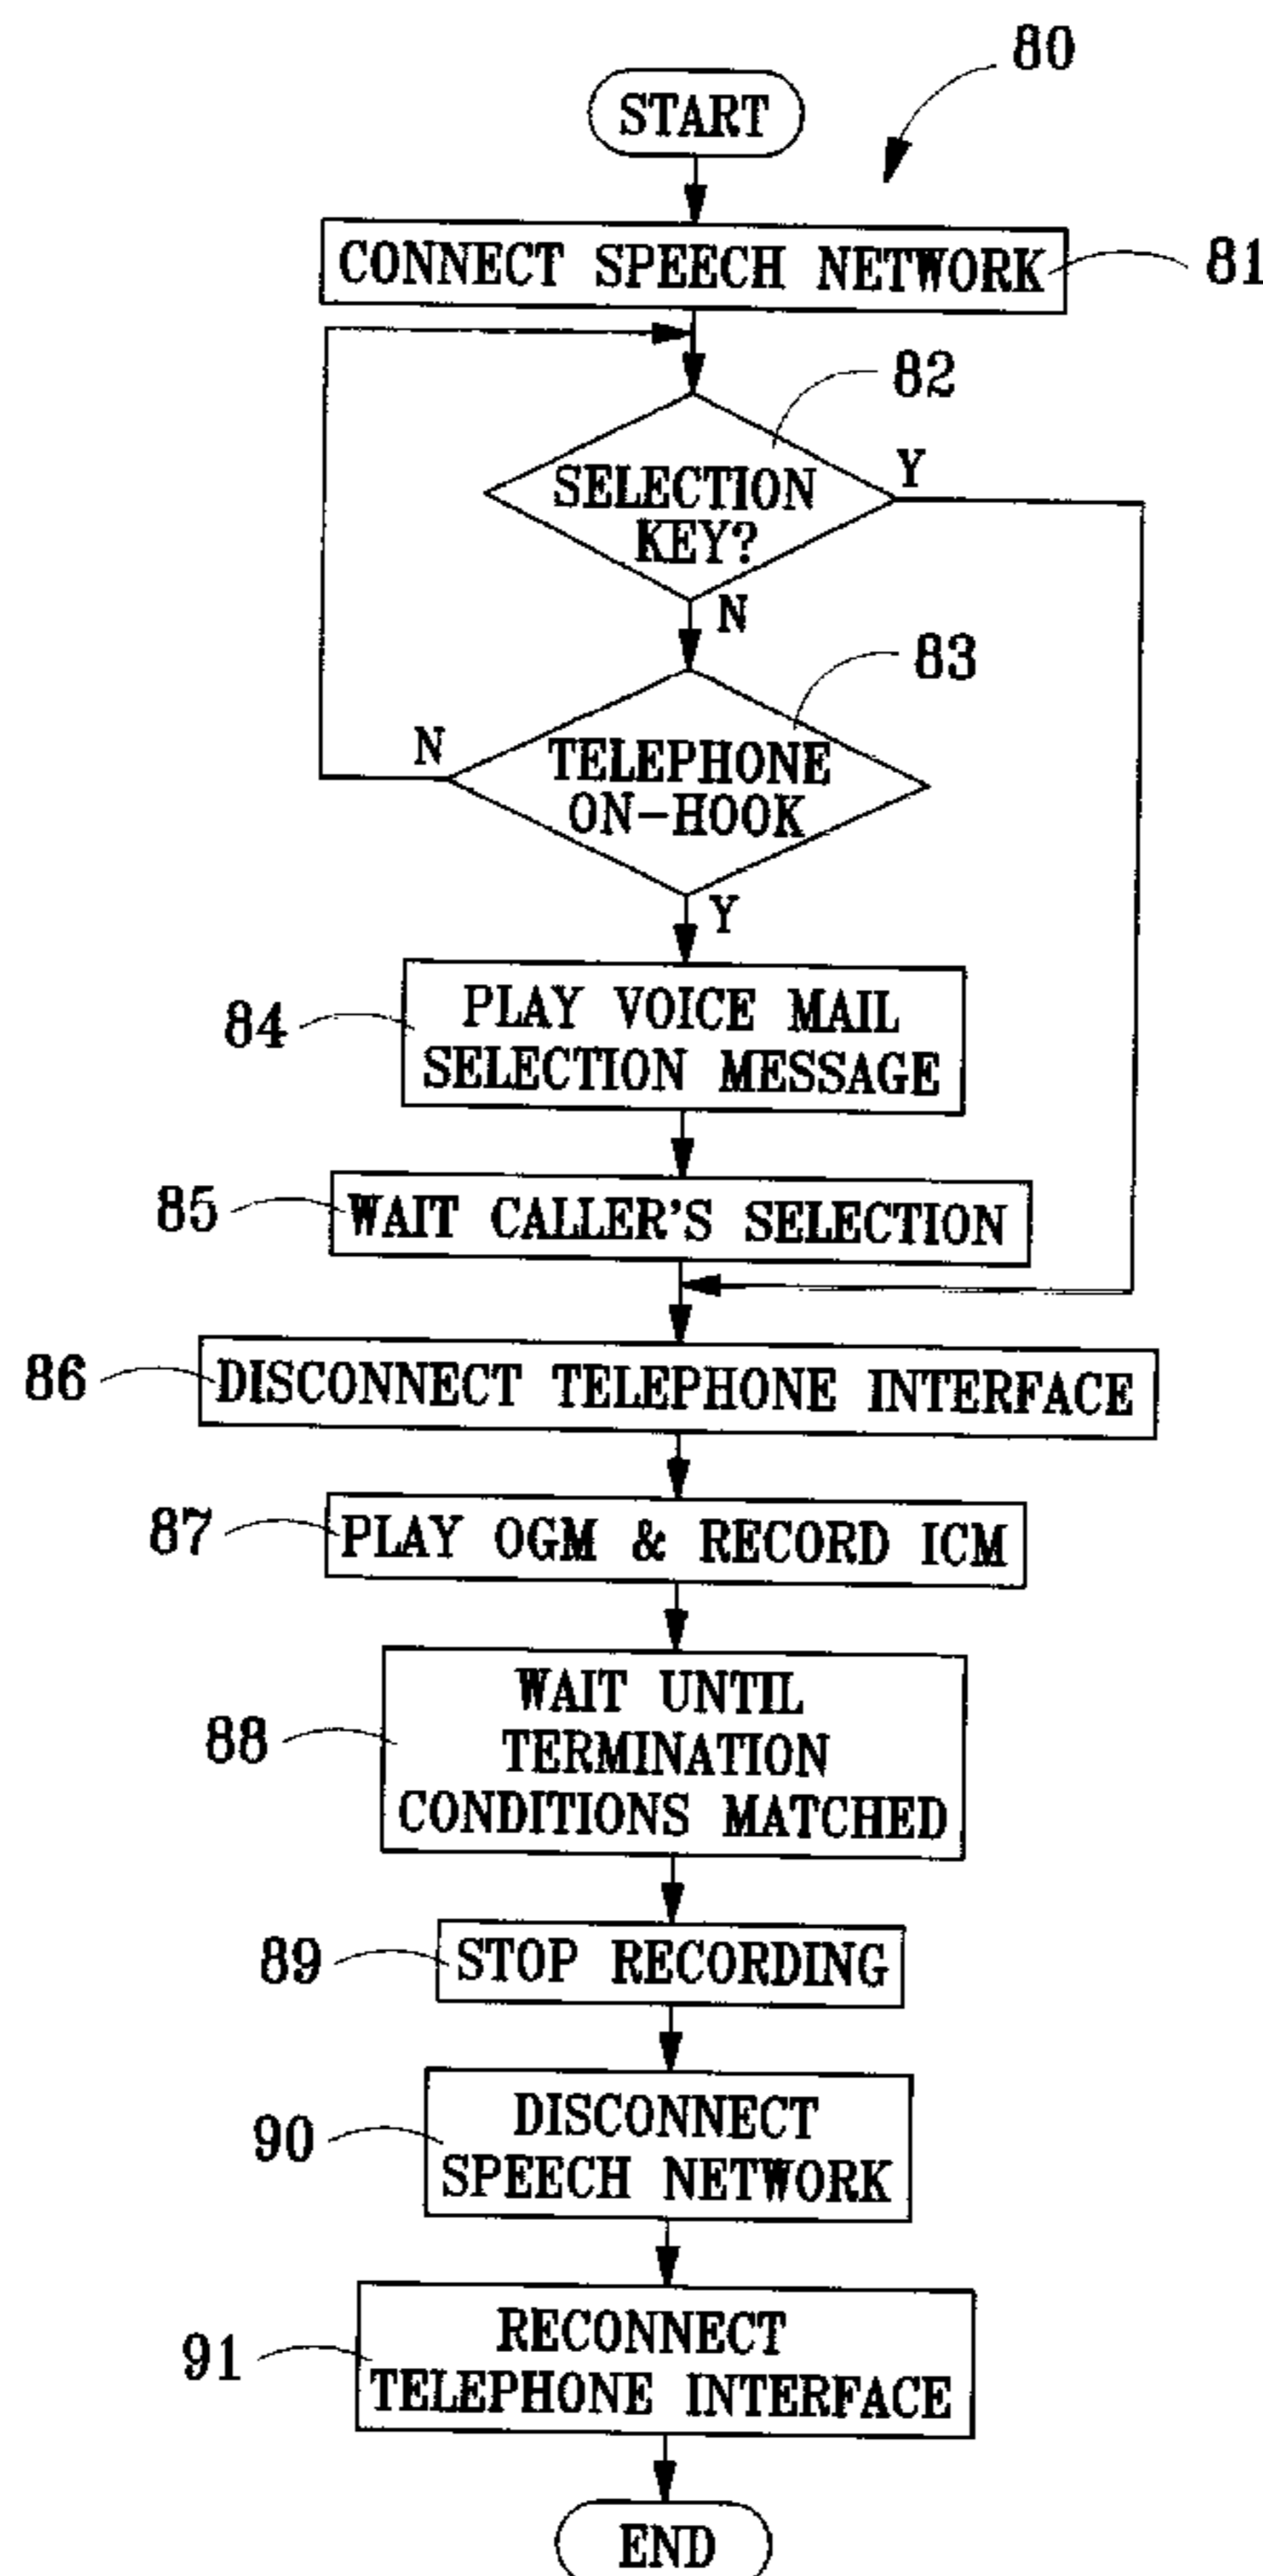 80
START
CONNECT SPEECH NETWORK
81
82
SELECTION
KEY?
Y
N
83
TELEPHONE
ON-HOOK
N
Y
84
PLAY VOICE MAIL
SELECTION MESSAGE
85
WAIT CALLER'S SELECTION
86
DISCONNECT TELEPHONE INTERFACE
87
PLAY OGM & RECORD ICM
88
WAIT UNTIL
TERMINATION
CONDITIONS MATCHED
89
STOP RECORDING
90
DISCONNECT
SPEECH NETWORK
91
RECONNECT
TELEPHONE INTERFACE
END